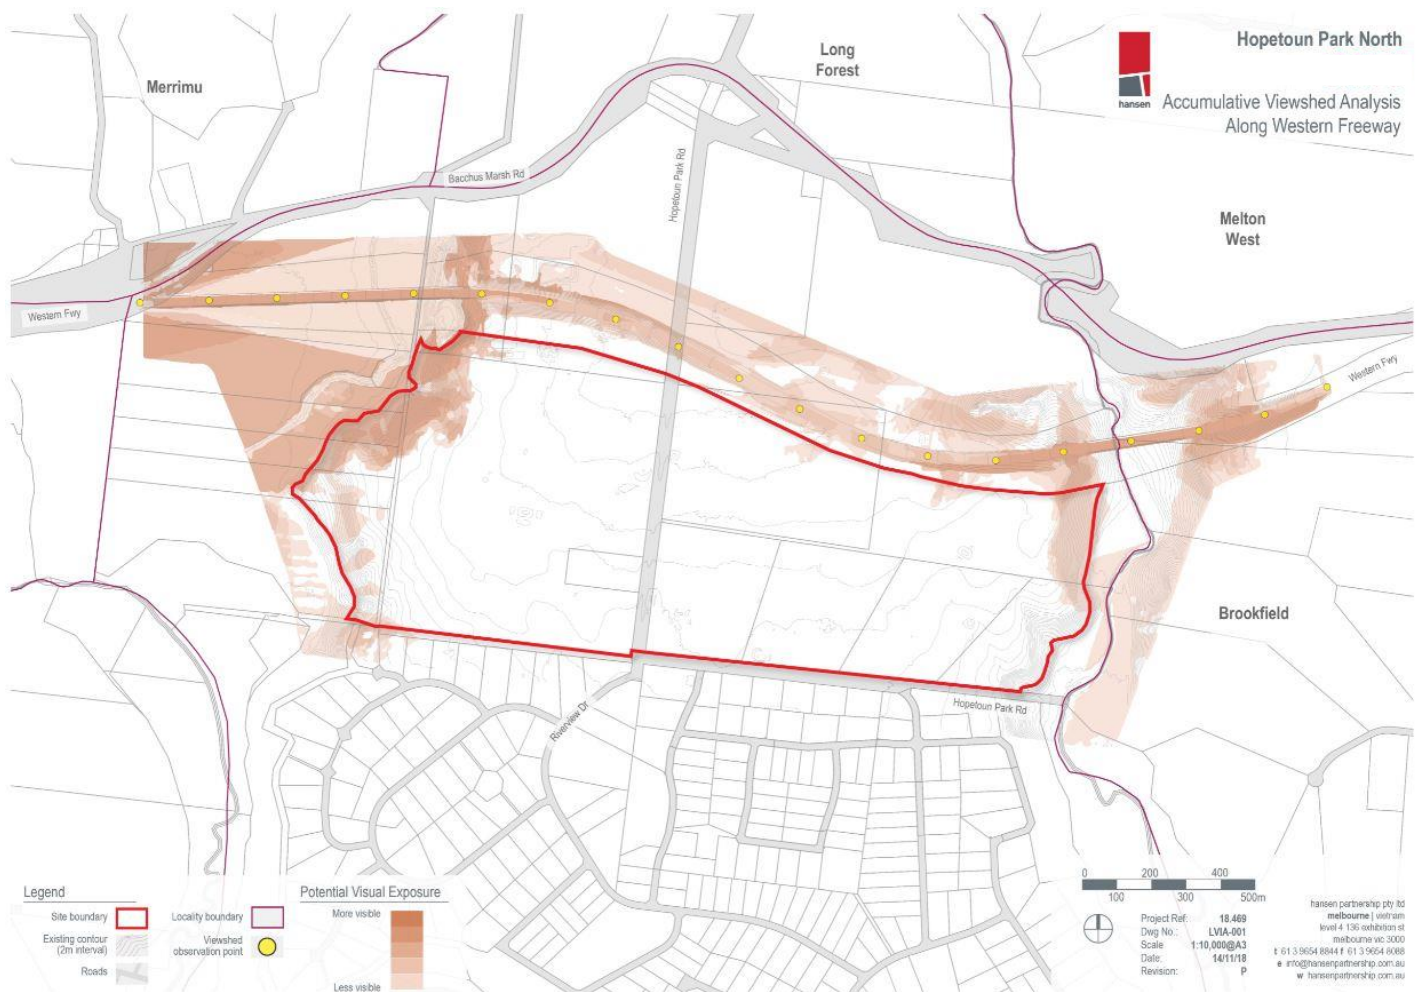 Hopetoun Park North
hansen
Accumulative Viewshed Analysis
Along Western Freeway
Merrimu
Long
Forest
Melton
West
Brookfield
Bacchus Marsh Rd
Hopetoun Park Rd
Western Fwy
Western Fwy
Riverview Dr
Hopetoun Park Rd
Legend
Site boundary
Existing contour
(2m interval)
Roads
Locality boundary
Viewshed
observation point
Potential Visual Exposure
More visible
Less visible
0 200 400
100 300 500m
Project Ref: 18.469
Dwg No.: LVIA-001
Scale 1:10,000@A3
Date: 14/11/18
Revision: P
hansen partnership pty ltd
melbourne | vietnam
level 4 136 exhibition st
melbourne vic 3000
t 61 3 9654 8844 f 61 3 9654 8088
e info@hansenpartnership.com.au
w hansenpartnership.com.au